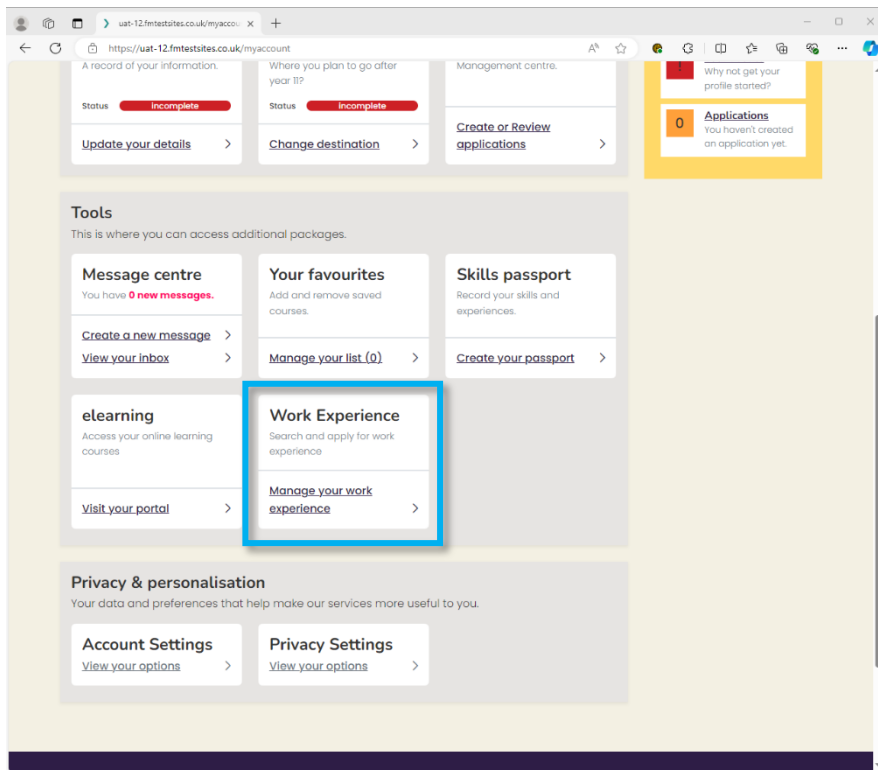 uat-12.fmtestsites.co.uk/myaccou
https://uat-12.fmtestsites.co.uk/myaccount
A record of your information.
Status Incomplete
Update your details
Where you plan to go after
year 11?
Status Incomplete
Change destination
Management centre.
Create or Review
applications
!
Why not get your
profile started?
0
Applications
You haven't created
an application yet.
Tools
This is where you can access additional packages.
Message centre
You have 0 new messages.
Create a new message
View your inbox
Your favourites
Add and remove saved
courses.
Manage your list (0)
Skills passport
Record your skills and
experiences.
Create your passport
elearning
Access your online learning
courses
Visit your portal
Work Experience
Search and apply for work
experience
Manage your work
experience
Privacy & personalisation
Your data and preferences that help make our services more useful to you.
Account Settings
View your options
Privacy Settings
View your options